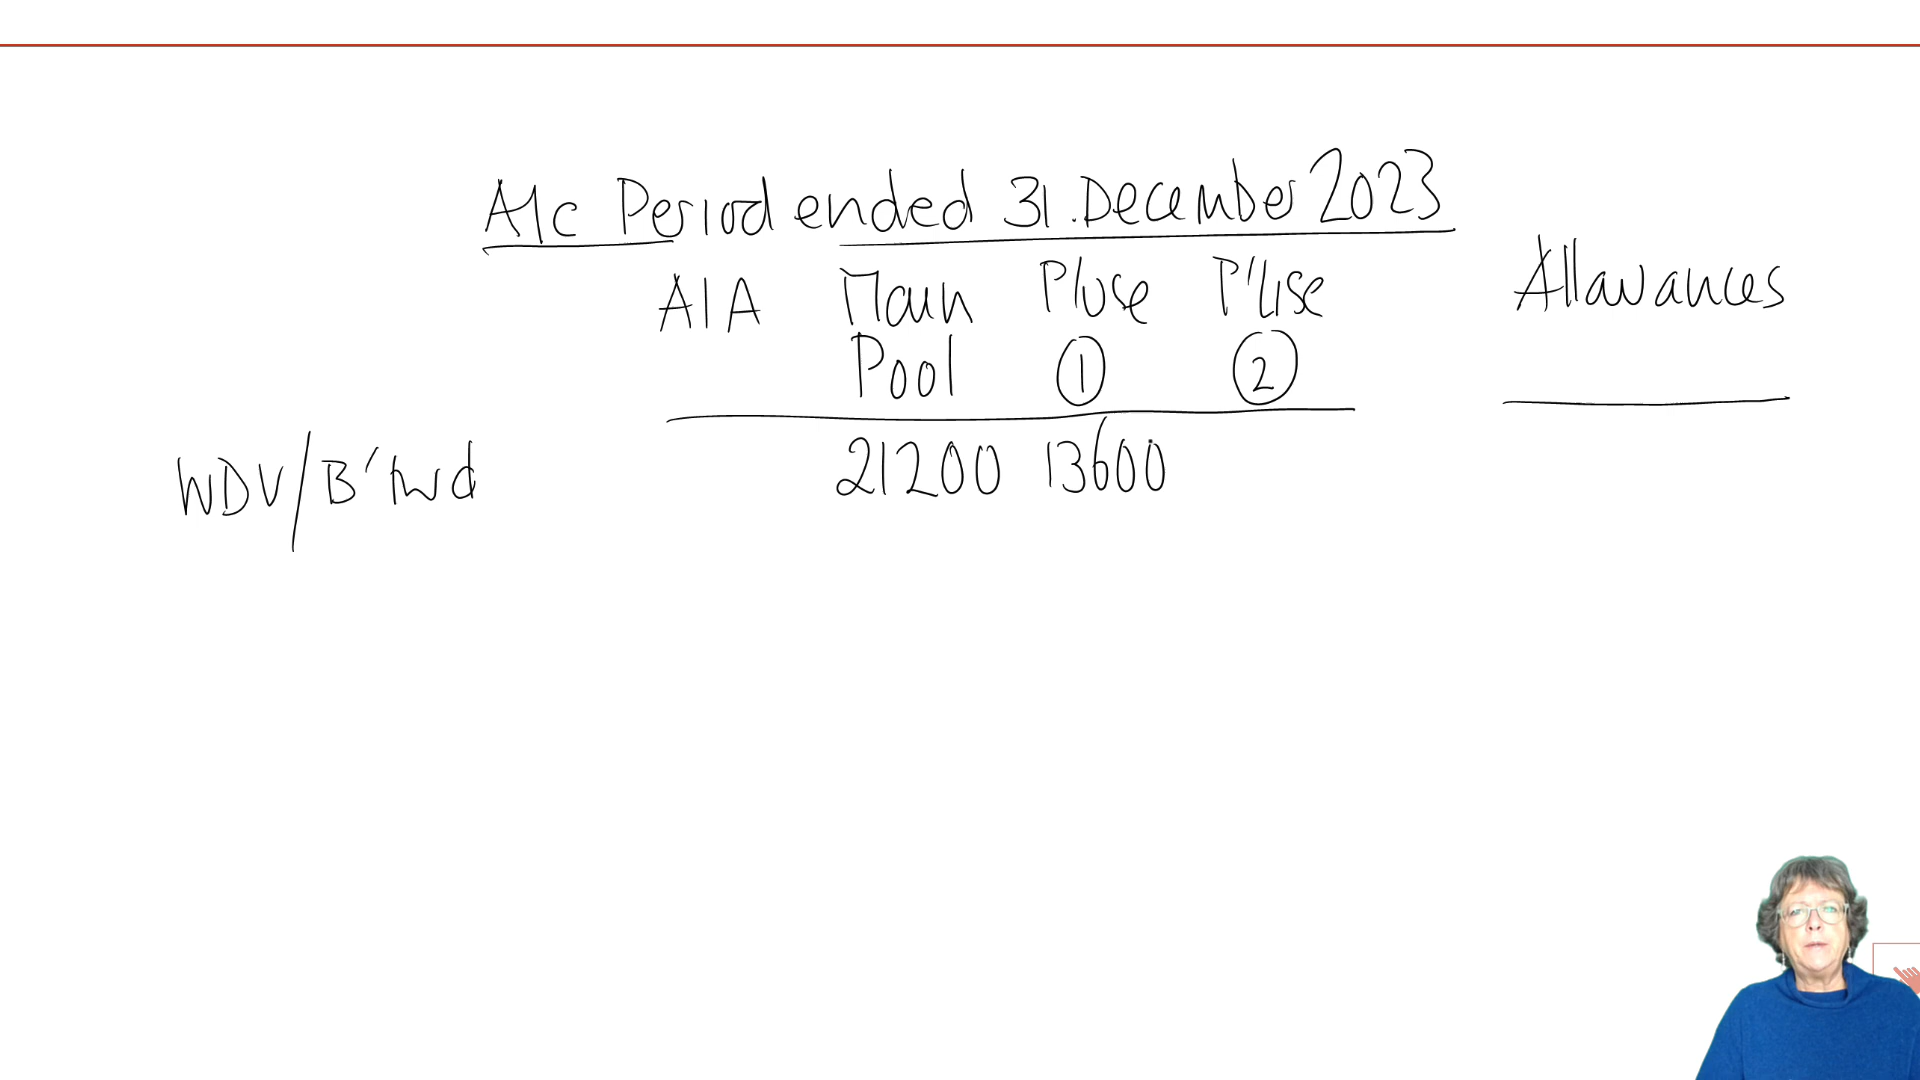 A/c Period ended 31.December 2023
AIA Main P/use P'use Allowances
Pool 1 2
WDV/B'fwd 21200 13600